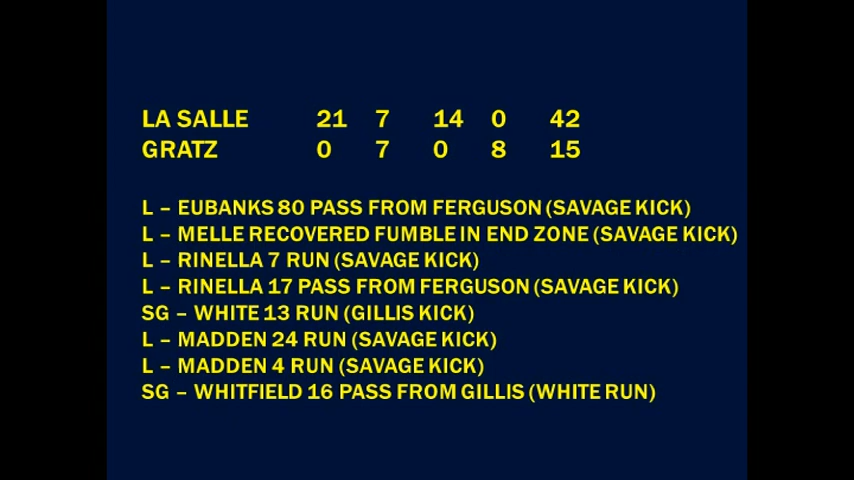 LA SALLE 21 7 14 0 42
GRATZ 0 7 0 8 15
L – EUBANKS 80 PASS FROM FERGUSON (SAVAGE KICK)
L – MELLE RECOVERED FUMBLE IN END ZONE (SAVAGE KICK)
L – RINELLA 7 RUN (SAVAGE KICK)
L – RINELLA 17 PASS FROM FERGUSON (SAVAGE KICK)
SG – WHITE 13 RUN (GILLIS KICK)
L – MADDEN 24 RUN (SAVAGE KICK)
L – MADDEN 4 RUN (SAVAGE KICK)
SG – WHITFIELD 16 PASS FROM GILLIS (WHITE RUN)